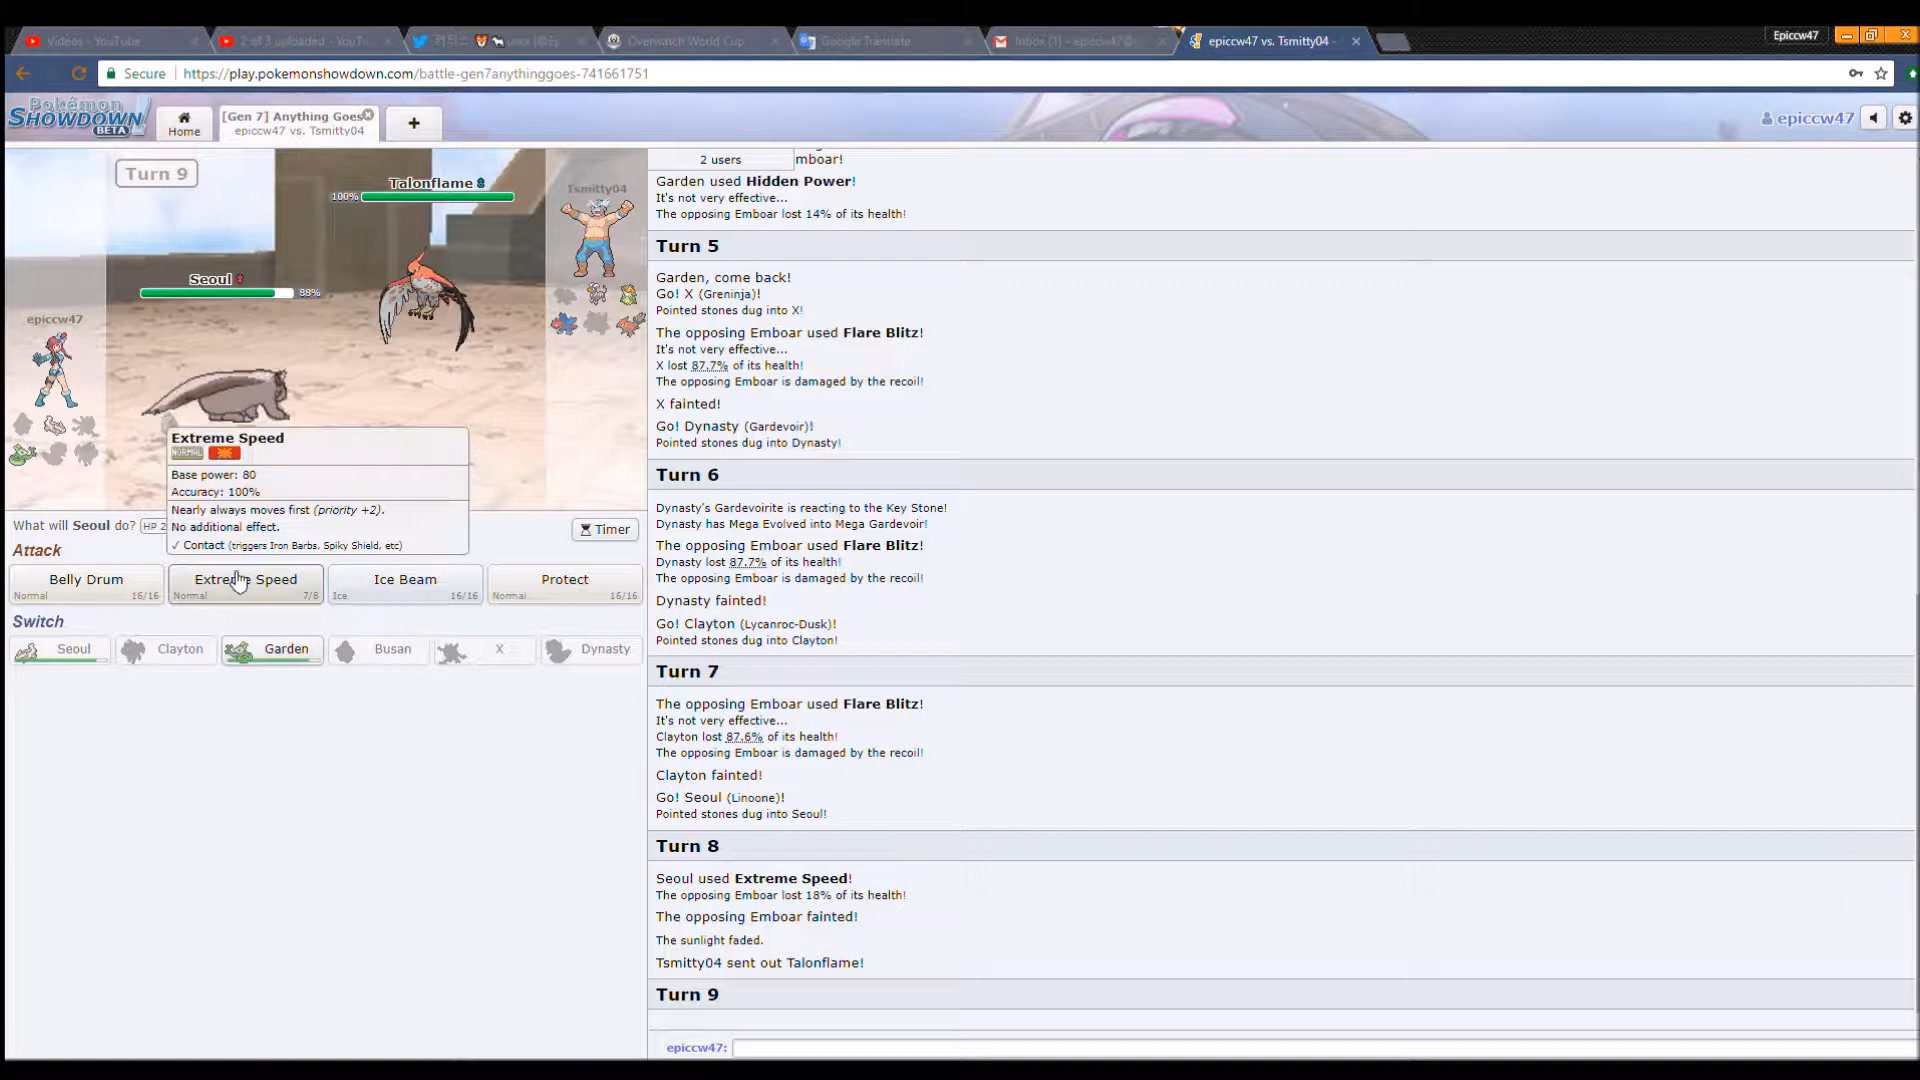 Videos - YouTube
2 of 3 uploaded - YouT
Overwatch World Cup
Google Translate
Inbox (1) - epiccw47@
epiccw47 vs. Tsmitty04 -
Epiccw47
Secure
https://play.pokemonshowdown.com/battle-gen7anythinggoes-741661751
Pokémon
SHOWDOWN
BETA
Home
[Gen 7] Anything Goes
epiccw47 vs. Tsmitty04
epiccw47
Turn 9
Talonflame
100%
Tsmitty04
Seoul
88%
epiccw47
Extreme Speed
NORMAL
Base power: 80
Accuracy: 100%
Nearly always moves first (priority +2).
No additional effect.
✓ Contact (triggers Iron Barbs, Spiky Shield, etc)
What will Seoul do?
HP 2
Timer
Attack
Belly Drum
Normal 16/16
Extreme Speed
Normal 7/8
Ice Beam
Ice 16/16
Protect
Normal 16/16
Switch
Seoul
Clayton
Garden
Busan
X
Dynasty
2 users
mboar!
Garden used Hidden Power!
It's not very effective...
The opposing Emboar lost 14% of its health!
Turn 5
Garden, come back!
Go! X (Greninja)!
Pointed stones dug into X!
The opposing Emboar used Flare Blitz!
It's not very effective...
X lost 87.7% of its health!
The opposing Emboar is damaged by the recoil!
X fainted!
Go! Dynasty (Gardevoir)!
Pointed stones dug into Dynasty!
Turn 6
Dynasty's Gardevoirite is reacting to the Key Stone!
Dynasty has Mega Evolved into Mega Gardevoir!
The opposing Emboar used Flare Blitz!
Dynasty lost 87.7% of its health!
The opposing Emboar is damaged by the recoil!
Dynasty fainted!
Go! Clayton (Lycanroc-Dusk)!
Pointed stones dug into Clayton!
Turn 7
The opposing Emboar used Flare Blitz!
It's not very effective...
Clayton lost 87.6% of its health!
The opposing Emboar is damaged by the recoil!
Clayton fainted!
Go! Seoul (Linoone)!
Pointed stones dug into Seoul!
Turn 8
Seoul used Extreme Speed!
The opposing Emboar lost 18% of its health!
The opposing Emboar fainted!
The sunlight faded.
Tsmitty04 sent out Talonflame!
Turn 9
epiccw47: